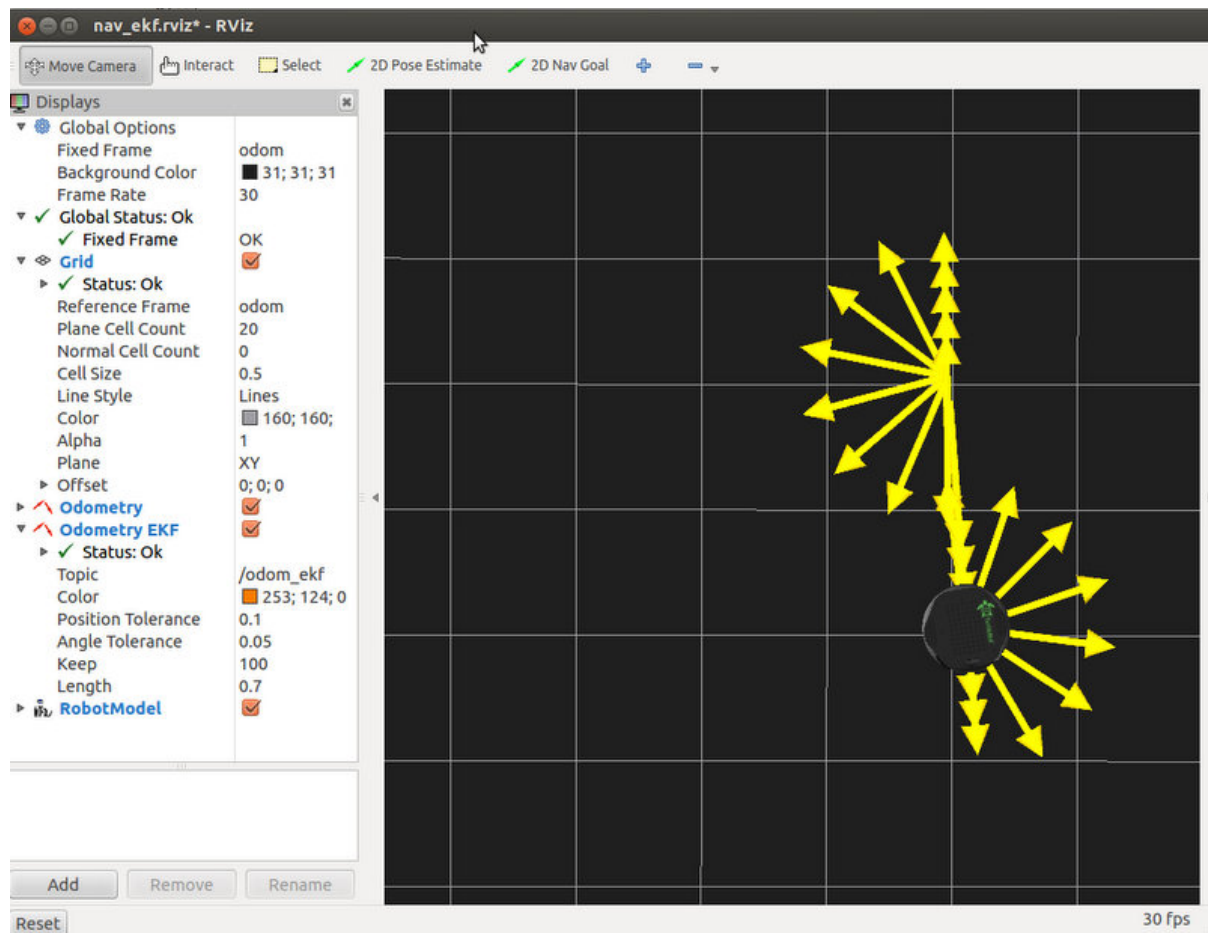 nav_ekf.rviz* - RViz
Move Camera Interact Select 2D Pose Estimate 2D Nav Goal
Displays
Global Options
Fixed Frame odom
Background Color 31; 31; 31
Frame Rate 30
Global Status: Ok
Fixed Frame OK
Grid
Status: Ok
Reference Frame odom
Plane Cell Count 20
Normal Cell Count 0
Cell Size 0.5
Line Style Lines
Color 160; 160;
Alpha 1
Plane XY
Offset 0; 0; 0
Odometry
Odometry EKF
Status: Ok
Topic /odom_ekf
Color 253; 124; 0
Position Tolerance 0.1
Angle Tolerance 0.05
Keep 100
Length 0.7
RobotModel
Add Remove Rename
Reset 30 fps